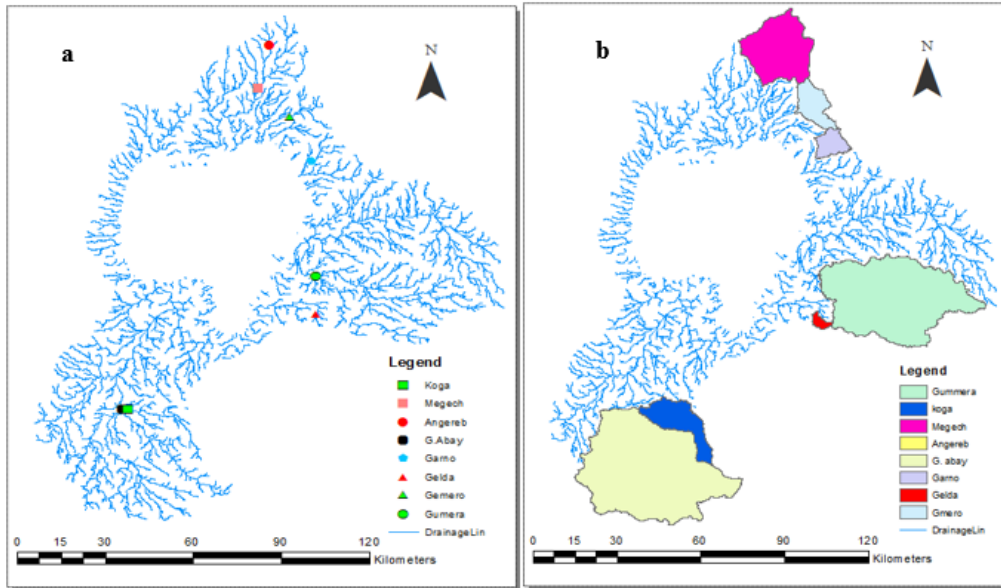 a
N
Legend
Koga
Megech
Angereb
G.Abay
Garno
Gelda
Gemero
Gumera
DrainageLin
0 15 30 60 90 120
Kilometers
b
N
Legend
Gummera
koga
Megech
Angereb
G. abay
Garno
Gelda
Gmero
DrainageLin
0 15 30 60 90 120
Kilometers